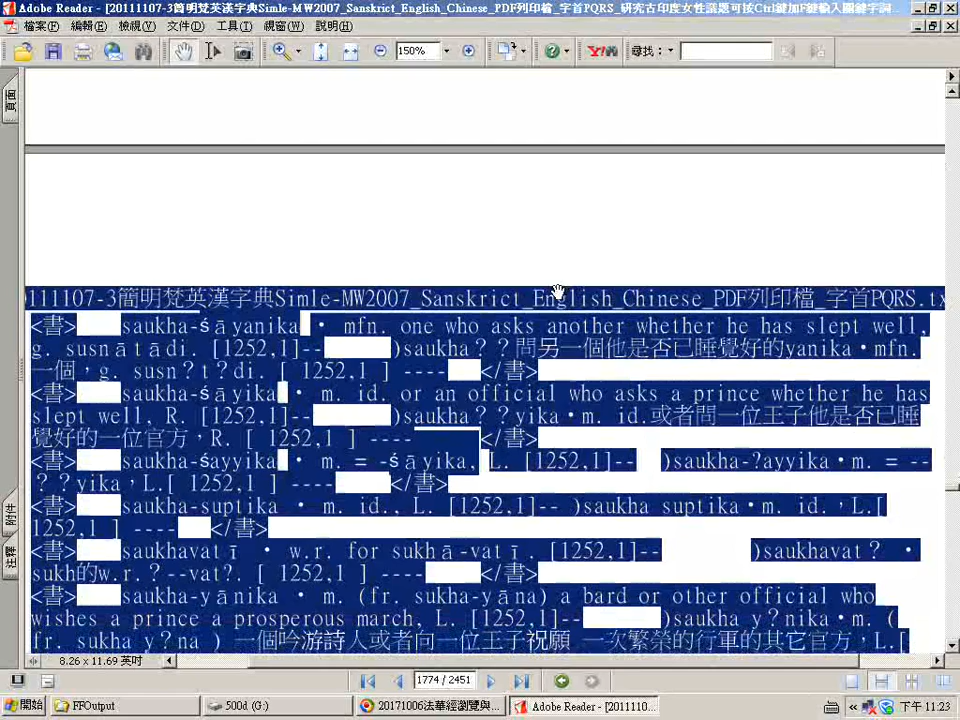 Adobe Reader - [20111107-3簡明梵英漢字典Simle-MW2007_Sanskrict_English_Chinese_PDF列印檔_字首PQRS_研究古印度女性議題可按Ctrl鍵加F鍵輸入關鍵字詞
檔案(F) 編輯(E) 檢視(V) 文件(D) 工具(T) 視窗(W) 說明(H)
150% Y! 尋找:
頁面
0111107-3簡明梵英漢字典Simle-MW2007_Sanskrict_English_Chinese_PDF列印檔_字首PQRS.tx
<書> saukha-śāyanika • mfn. one who asks another whether he has slept well,
g. susnātādi. [1252,1]-- )saukha??問另一個他是否已睡覺好的yanika•mfn.
一個,g. susn?t?di. [ 1252,1 ] ---- </書>
<書> saukha-śāyika • m. id. or an official who asks a prince whether he has
slept well, R. [1252,1]-- )saukha??yika•m. id.或者問一位王子他是否已睡
覺好的一位官方,R. [ 1252,1 ] ---- </書>
<書> saukha-śayyika • m. = -śāyika, L. [1252,1]-- )saukha-?ayyika•m. = --
??yika,L.[ 1252,1 ] ---- </書>
<書> saukha-suptika • m. id., L. [1252,1]-- )saukha suptika•m. id.,L.[
1252,1 ] ---- </書>
<書> saukhavatī • w.r. for sukhā-vatī. [1252,1]-- )saukhavat? •
sukh的w.r.?--vat?. [ 1252,1 ] ---- </書>
<書> saukha-yānika • m. (fr. sukha-yāna) a bard or other official who
wishes a prince a prosperous march, L. [1252,1]-- )saukha y?nika•m. (
fr. sukha y?na ) 一個吟游詩人或者向一位王子祝願 一次繁榮的行軍的其它官方,L.[
附件
注釋
8.26 x 11.69 英吋
1774 / 2451
開始 FFOutput 500d (G:) 20171006法華經瀏覽與... Adobe Reader - [2011110... 下午 11:23